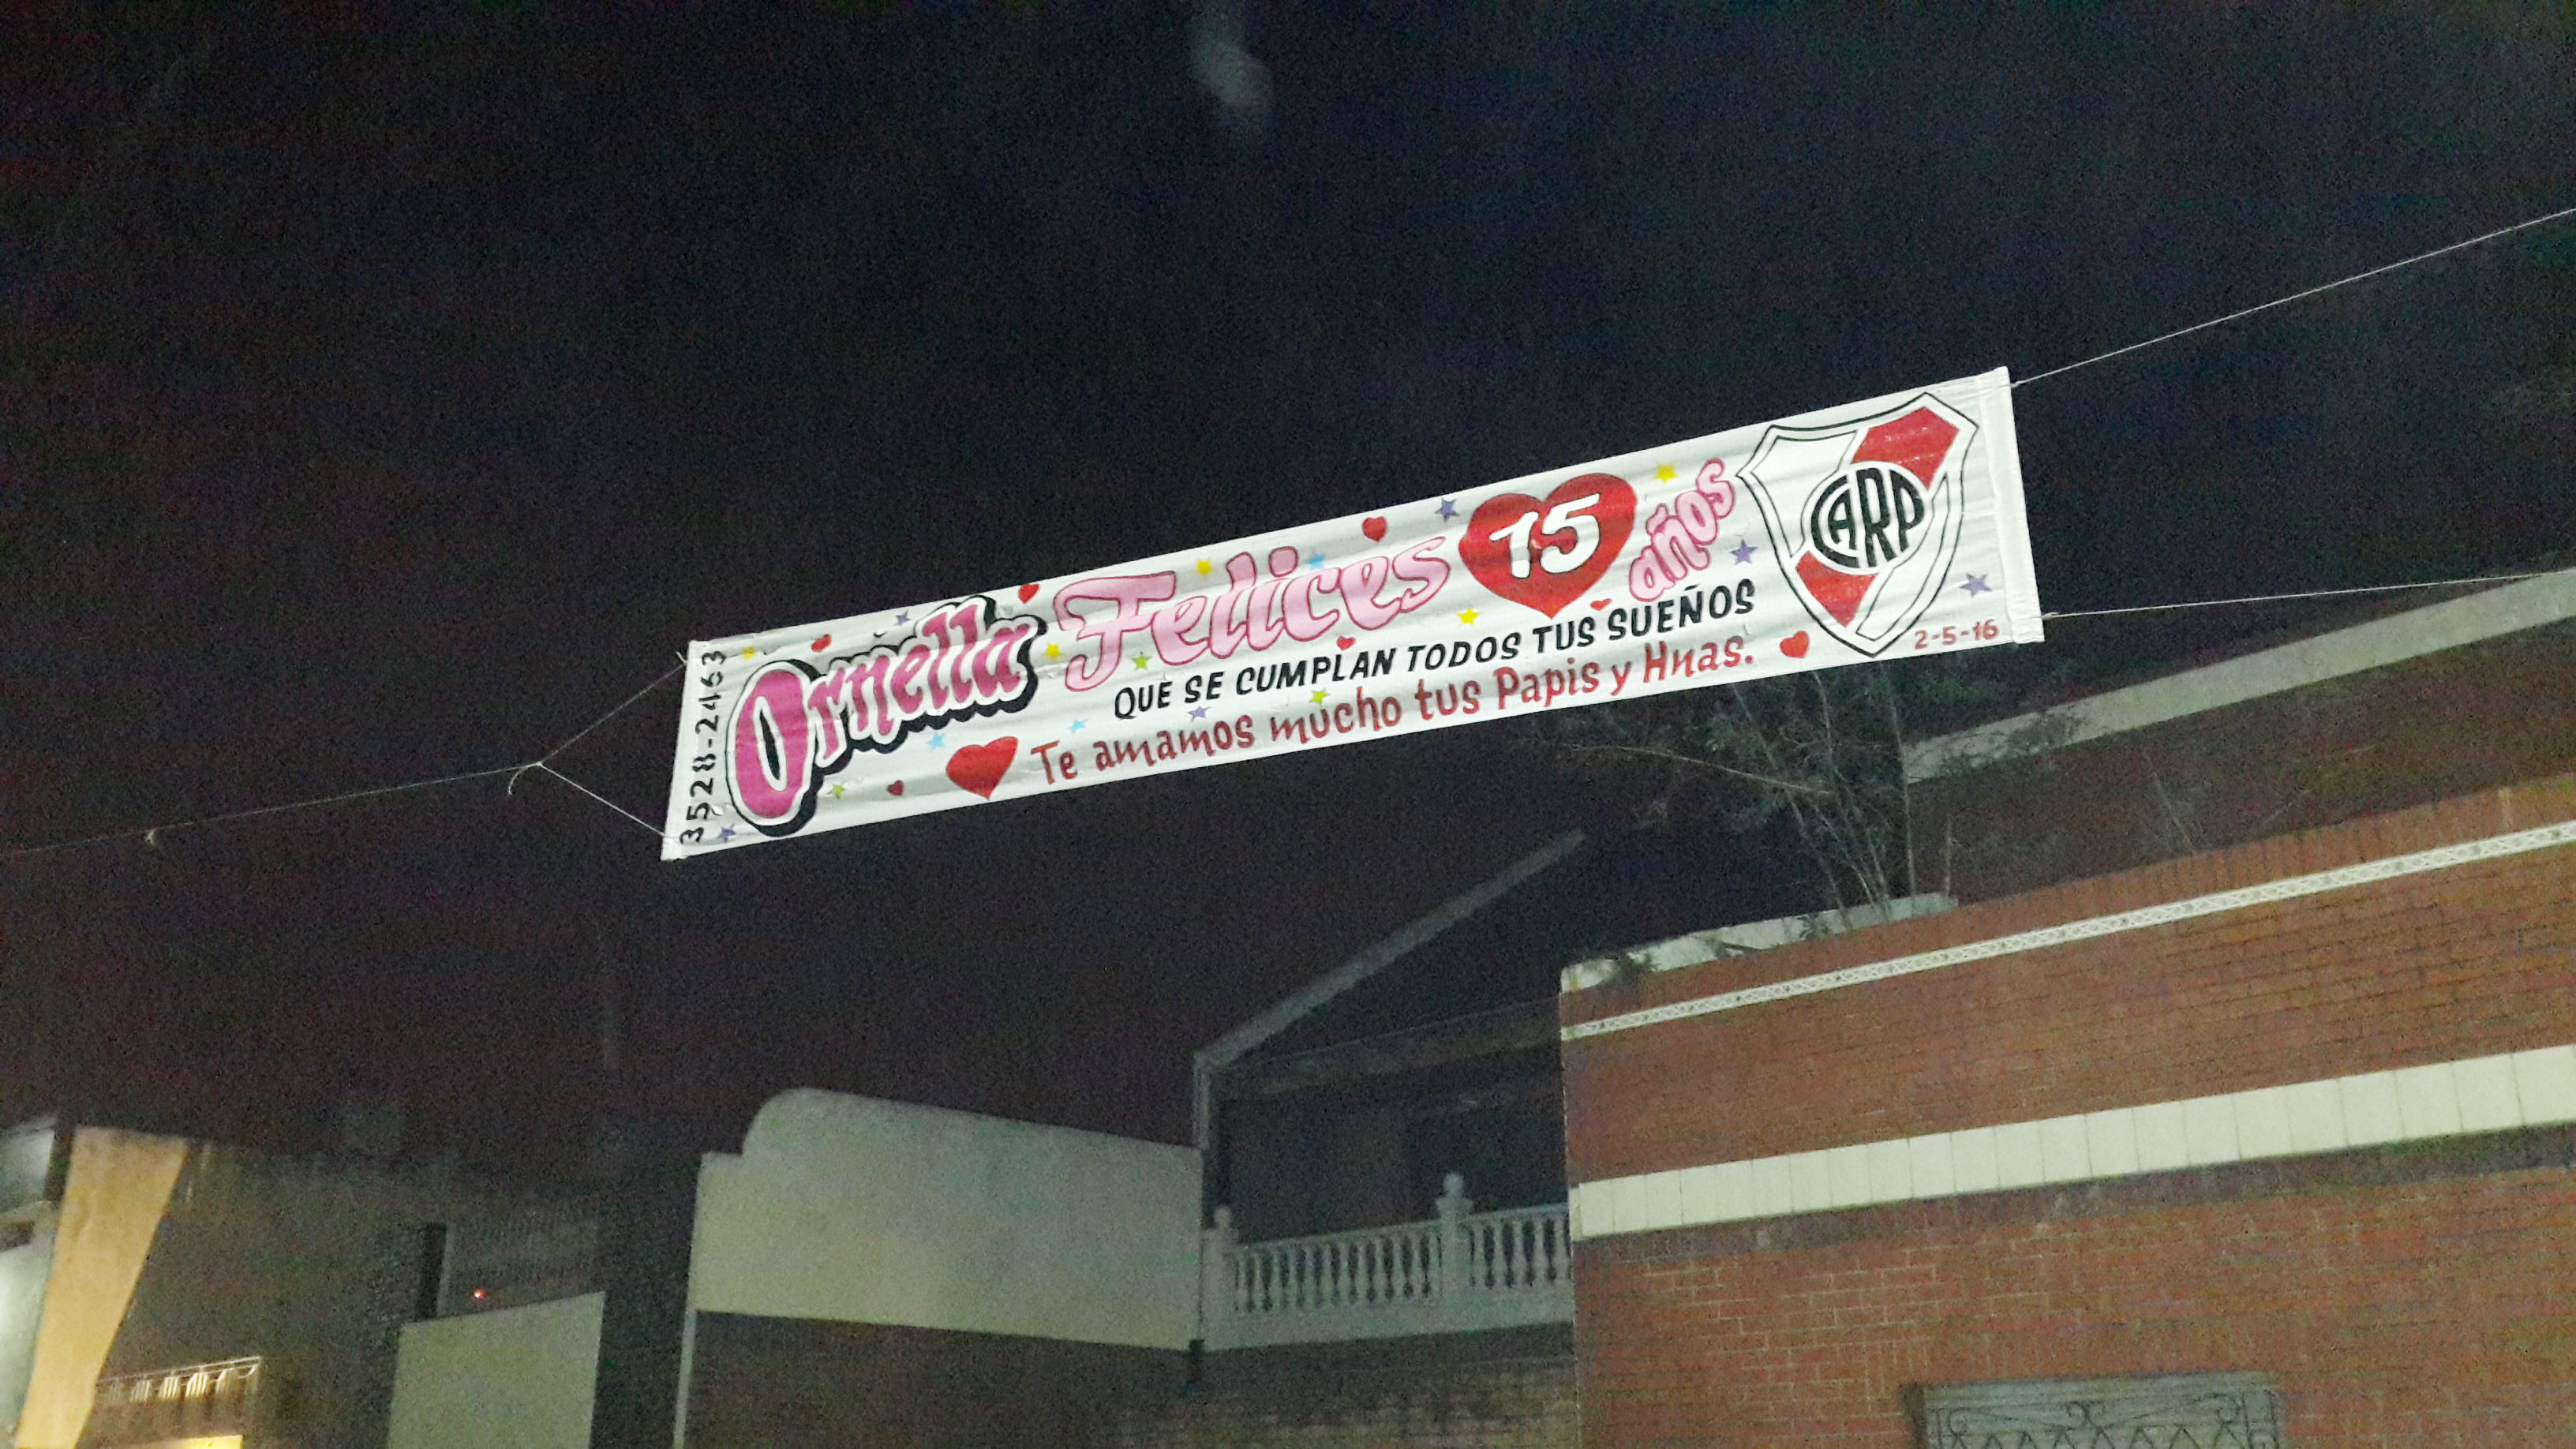 3528-2463
Ornella Felices 15 años
QUE SE CUMPLAN TODOS TUS SUEÑOS
Te amamos mucho tus Papis y Hnas.
CARP
2-5-16